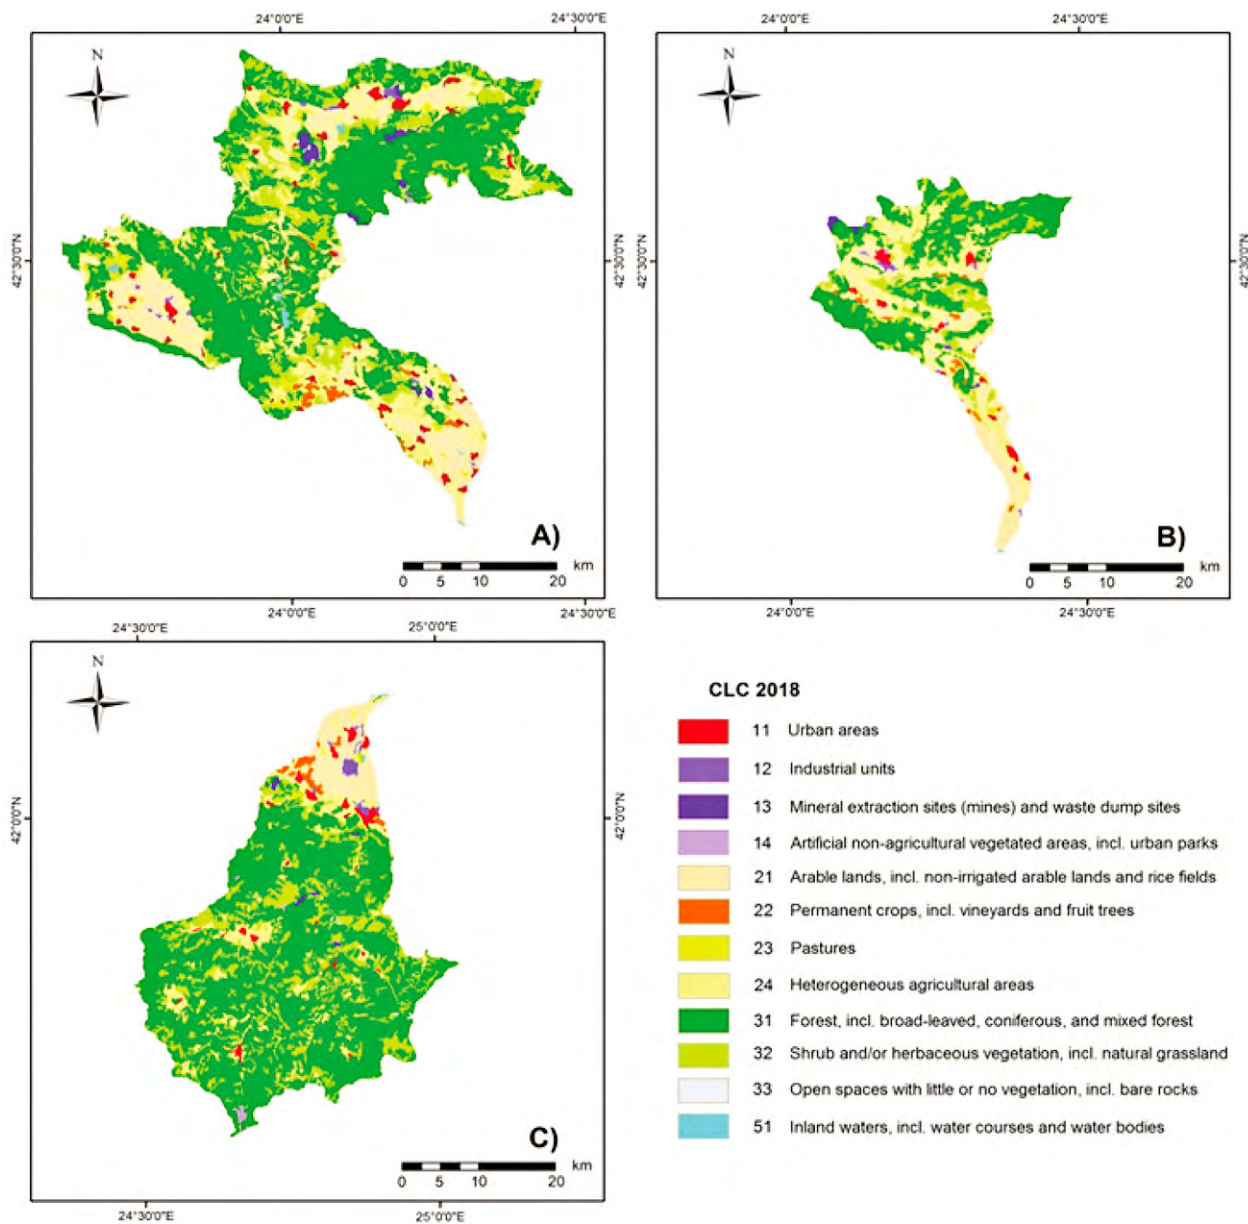 24°0'0"E 24°30'0"E 24°0'0"E 24°30'0"E
N N
42°30'0"N 42°30'0"N 42°30'0"N 42°30'0"N
A) B)
km km
0 5 10 20 0 5 10 20
24°0'0"E 24°30'0"E 24°0'0"E 24°30'0"E
24°30'0"E 25°0'0"E
N
CLC 2018
11 Urban areas
12 Industrial units
13 Mineral extraction sites (mines) and waste dump sites
42°0'0"N 42°0'0"N
14 Artificial non-agricultural vegetated areas, incl. urban parks
21 Arable lands, incl. non-irrigated arable lands and rice fields
22 Permanent crops, incl. vineyards and fruit trees
23 Pastures
24 Heterogeneous agricultural areas
31 Forest, incl. broad-leaved, coniferous, and mixed forest
32 Shrub and/or herbaceous vegetation, incl. natural grassland
33 Open spaces with little or no vegetation, incl. bare rocks
51 Inland waters, incl. water courses and water bodies
C)
km
0 5 10 20
24°30'0"E 25°0'0"E